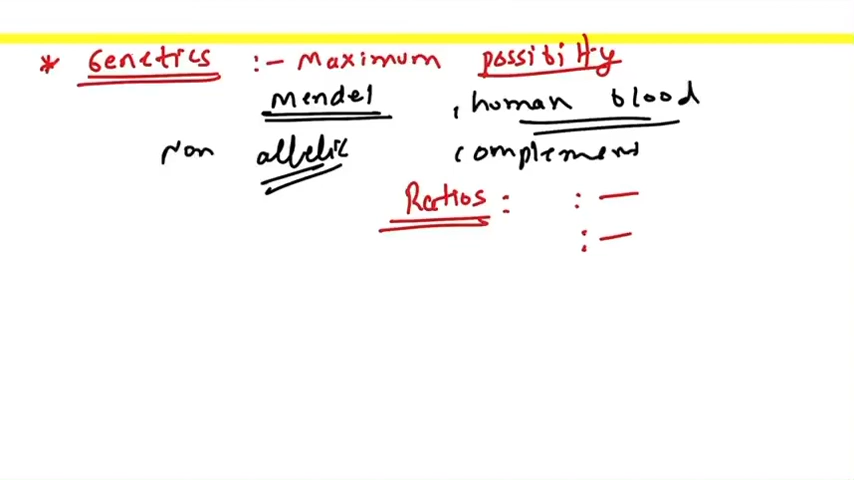 * Genetics :- Maximum possibility
Mendel , human blood
Non allelic complement
Ratios : : —
: —